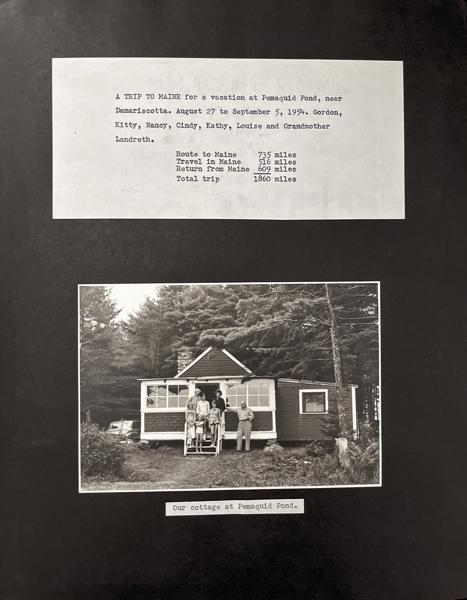 A TRIP TO MAINE for a vacation at Pemaquid Pond, near
Damariscotta. August 27 to September 5, 1954. Gordon,
Kitty, Nancy, Cindy, Kathy, Louise and Grandmother
Landreth.
Route to Maine 735 miles
Travel in Maine 516 miles
Return from Maine 609 miles
Total trip 1860 miles
Our cottage at Pemaquid Pond.